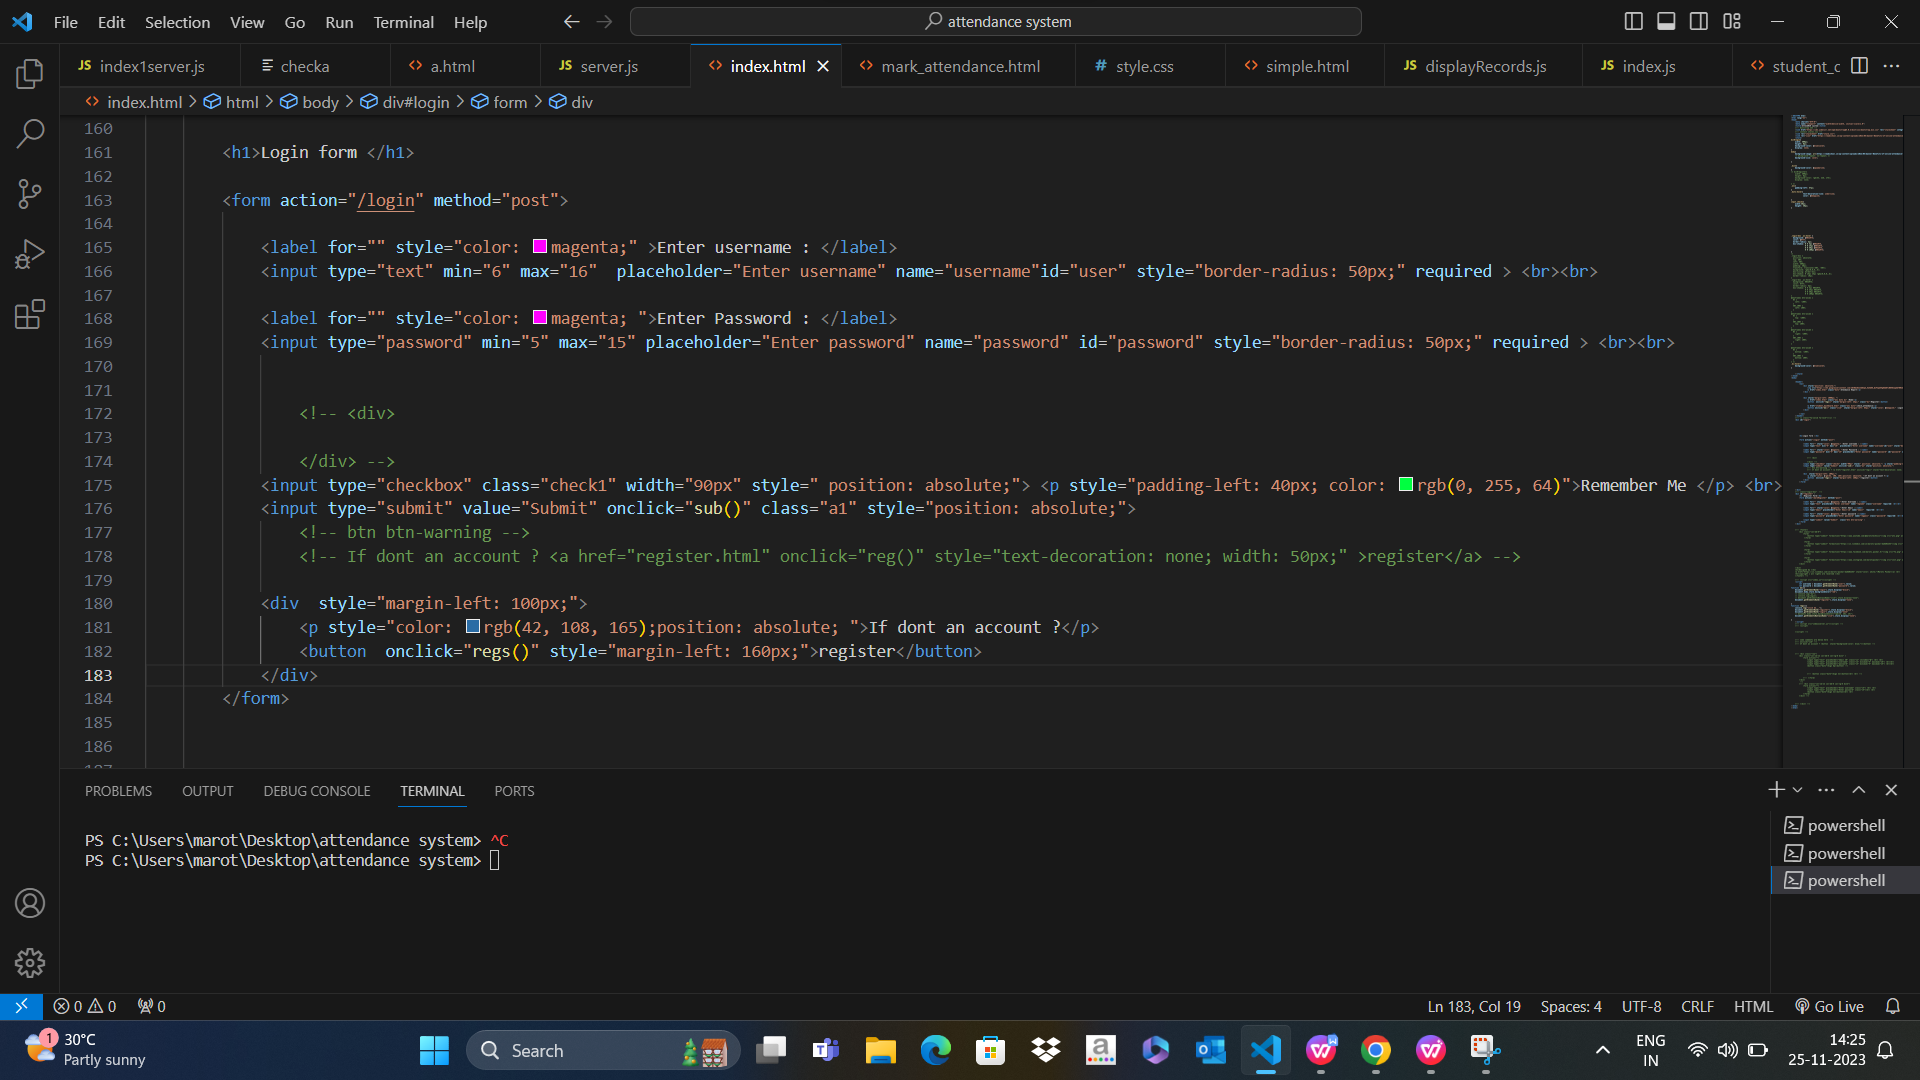 File Edit Selection View Go Run Terminal Help
attendance system
JS index1server.js
checka
<> a.html
JS server.js
<> index.html
<> mark_attendance.html
# style.css
<> simple.html
JS displayRecords.js
JS index.js
<> student_c
<> index.html > html > body > div#login > form > div
160
161 <h1>Login form </h1>
162
163 <form action="/login" method="post">
164
165 <label for="" style="color: magenta;" >Enter username : </label>
166 <input type="text" min="6" max="16"  placeholder="Enter username" name="username"id="user" style="border-radius: 50px;" required > <br><br>
167
168 <label for="" style="color: magenta; ">Enter Password : </label>
169 <input type="password" min="5" max="15" placeholder="Enter password" name="password" id="password" style="border-radius: 50px;" required > <br><br>
170
171
172 <!-- <div>
173
174 </div> -->
175 <input type="checkbox" class="check1" width="90px" style=" position: absolute;"> <p style="padding-left: 40px; color: rgb(0, 255, 64)">Remember Me </p> <br>
176 <input type="submit" value="Submit" onclick="sub()" class="a1" style="position: absolute;">
177 <!-- btn btn-warning -->
178 <!-- If dont an account ? <a href="register.html" onclick="reg()" style="text-decoration: none; width: 50px;" >register</a> -->
179
180 <div  style="margin-left: 100px;">
181 <p style="color: rgb(42, 108, 165);position: absolute; ">If dont an account ?</p>
182 <button  onclick="regs()" style="margin-left: 160px;">register</button>
183 </div>
184 </form>
185
186
PROBLEMS OUTPUT DEBUG CONSOLE TERMINAL PORTS
PS C:\Users\marot\Desktop\attendance system> ^C
PS C:\Users\marot\Desktop\attendance system>
powershell
powershell
powershell
0 0 0
Ln 183, Col 19 Spaces: 4 UTF-8 CRLF HTML Go Live
1
30°C
Partly sunny
Search
ENG
IN
14:25
25-11-2023